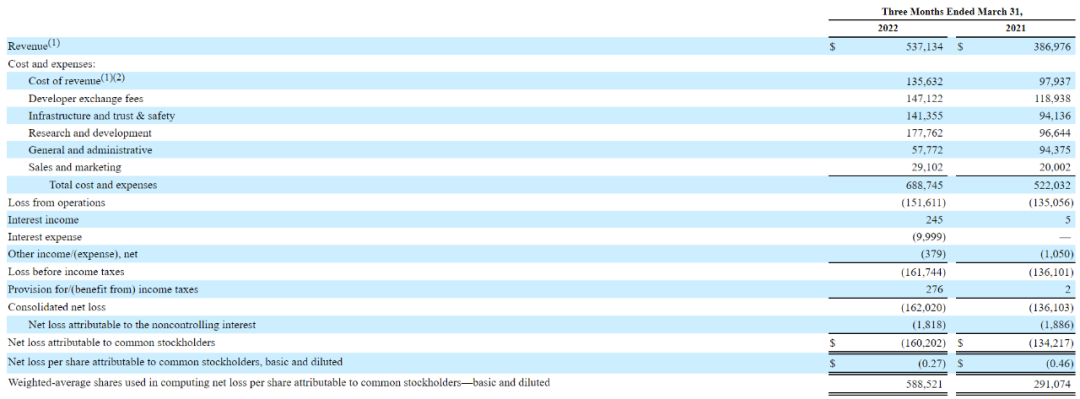 Three Months Ended March 31,
2022 2021
Revenue(1) $ 537,134 $ 386,976
Cost and expenses:
Cost of revenue(1)(2) 135,632 97,937
Developer exchange fees 147,122 118,938
Infrastructure and trust & safety 141,355 94,136
Research and development 177,762 96,644
General and administrative 57,772 94,375
Sales and marketing 29,102 20,002
Total cost and expenses 688,745 522,032
Loss from operations (151,611) (135,056)
Interest income 245 5
Interest expense (9,999) —
Other income/(expense), net (379) (1,050)
Loss before income taxes (161,744) (136,101)
Provision for/(benefit from) income taxes 276 2
Consolidated net loss (162,020) (136,103)
Net loss attributable to the noncontrolling interest (1,818) (1,886)
Net loss attributable to common stockholders $ (160,202) $ (134,217)
Net loss per share attributable to common stockholders, basic and diluted $ (0.27) $ (0.46)
Weighted-average shares used in computing net loss per share attributable to common stockholders—basic and diluted 588,521 291,074